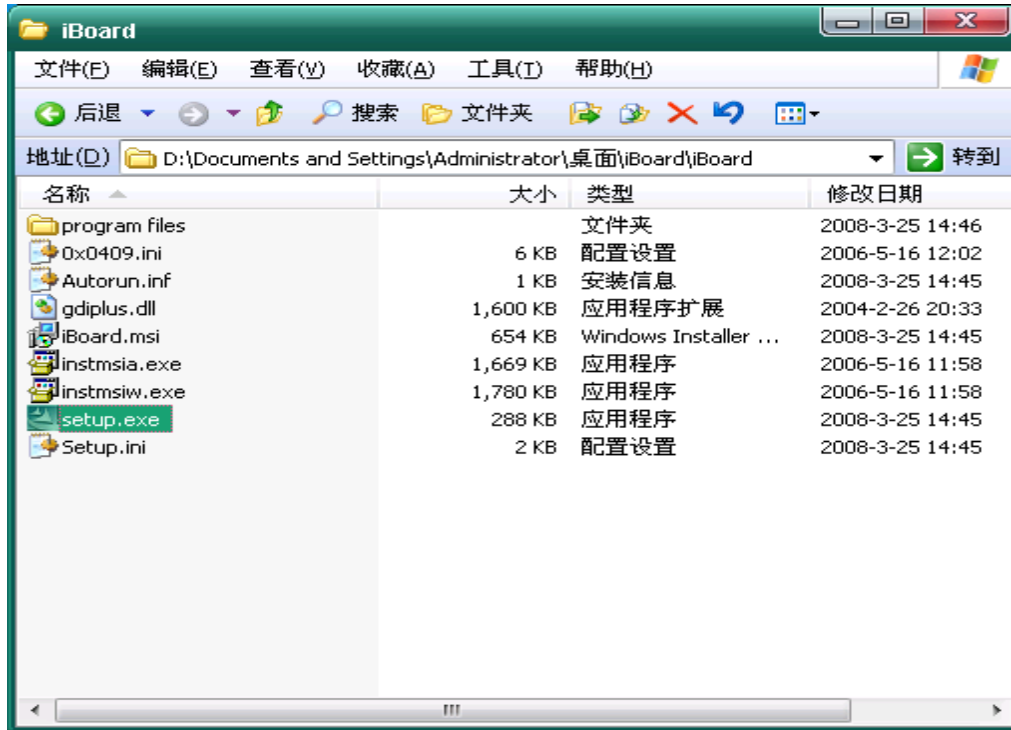 iBoard
文件(F) 编辑(E) 查看(V) 收藏(A) 工具(T) 帮助(H)
后退 搜索 文件夹
地址(D) D:\Documents and Settings\Administrator\桌面\iBoard\iBoard 转到
名称 大小 类型 修改日期
program files 文件夹 2008-3-25 14:46
0x0409.ini 6 KB 配置设置 2006-5-16 12:02
Autorun.inf 1 KB 安装信息 2008-3-25 14:45
gdiplus.dll 1,600 KB 应用程序扩展 2004-2-26 20:33
iBoard.msi 654 KB Windows Installer ... 2008-3-25 14:45
instmsia.exe 1,669 KB 应用程序 2006-5-16 11:58
instmsiw.exe 1,780 KB 应用程序 2006-5-16 11:58
setup.exe 288 KB 应用程序 2008-3-25 14:45
Setup.ini 2 KB 配置设置 2008-3-25 14:45